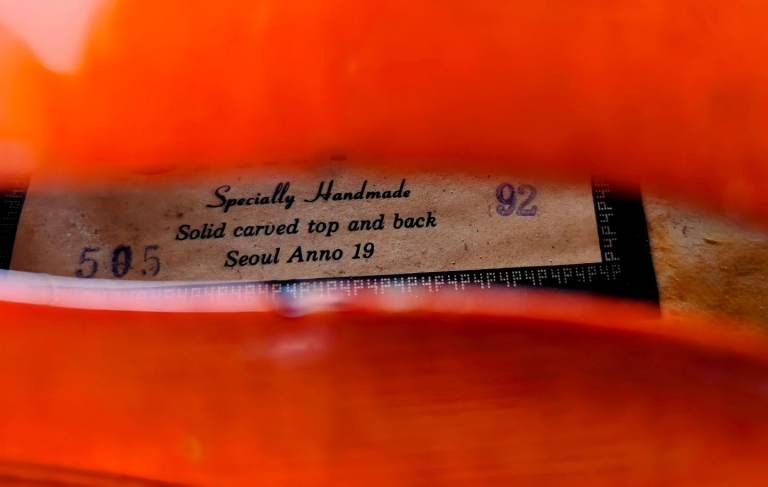 Specially Handmade 92
Solid carved top and back
505 Seoul Anno 19